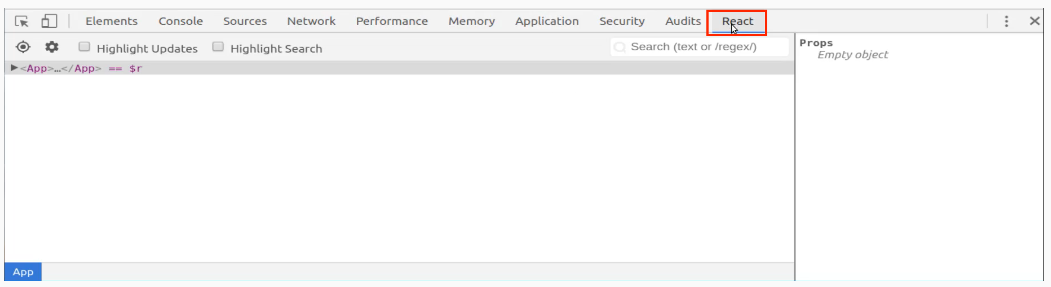 Elements Console Sources Network Performance Memory Application Security Audits React
Highlight Updates Highlight Search Search (text or /regex/)
<App>…</App> == $r
Props
Empty object
App